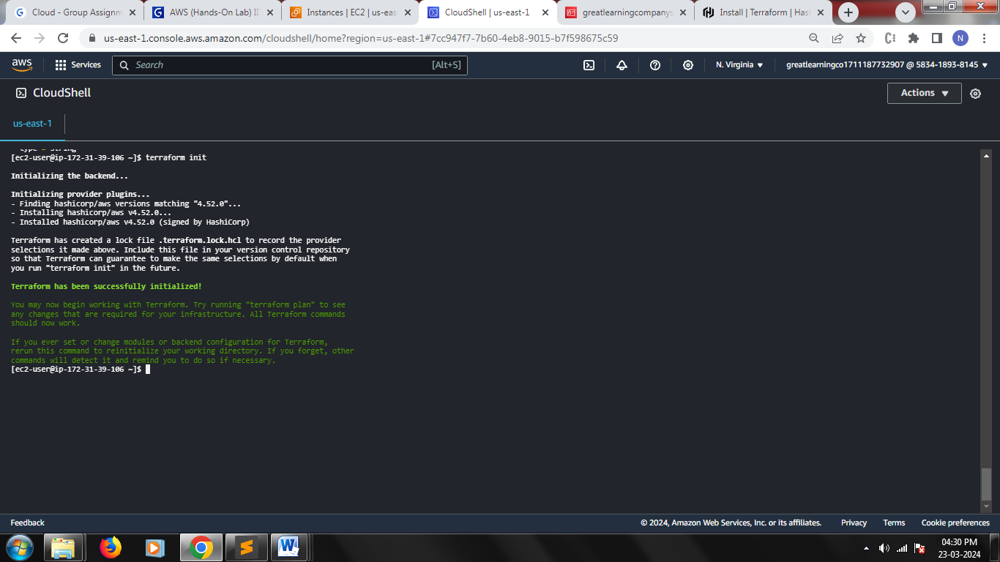 Cloud - Group Assignm
AWS (Hands-On Lab) II
Instances | EC2 | us-eas
CloudShell | us-east-1
greatlearningcompanys
Install | Terraform | Hash
us-east-1.console.aws.amazon.com/cloudshell/home?region=us-east-1#7cc947f7-7b60-4eb8-9015-b7f598675c59
N
aws
Services
Search
[Alt+S]
N. Virginia
greatlearningco1711187732907 @ 5834-1893-8145
CloudShell
Actions
us-east-1
type = string
[ec2-user@ip-172-31-39-106 ~]$ terraform init
Initializing the backend...
Initializing provider plugins...
- Finding hashicorp/aws versions matching "4.52.0"...
- Installing hashicorp/aws v4.52.0...
- Installed hashicorp/aws v4.52.0 (signed by HashiCorp)
Terraform has created a lock file .terraform.lock.hcl to record the provider
selections it made above. Include this file in your version control repository
so that Terraform can guarantee to make the same selections by default when
you run "terraform init" in the future.
Terraform has been successfully initialized!
You may now begin working with Terraform. Try running "terraform plan" to see
any changes that are required for your infrastructure. All Terraform commands
should now work.
If you ever set or change modules or backend configuration for Terraform,
rerun this command to reinitialize your working directory. If you forget, other
commands will detect it and remind you to do so if necessary.
[ec2-user@ip-172-31-39-106 ~]$
Feedback
© 2024, Amazon Web Services, Inc. or its affiliates.
Privacy
Terms
Cookie preferences
04:30 PM
23-03-2024